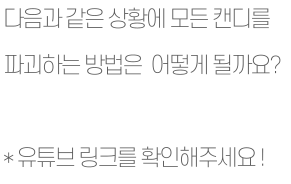 다음과 같은 상황에 모든 캔디를
파괴하는 방법은 어떻게 될까요?
* 유튜브 링크를 확인해주세요 !